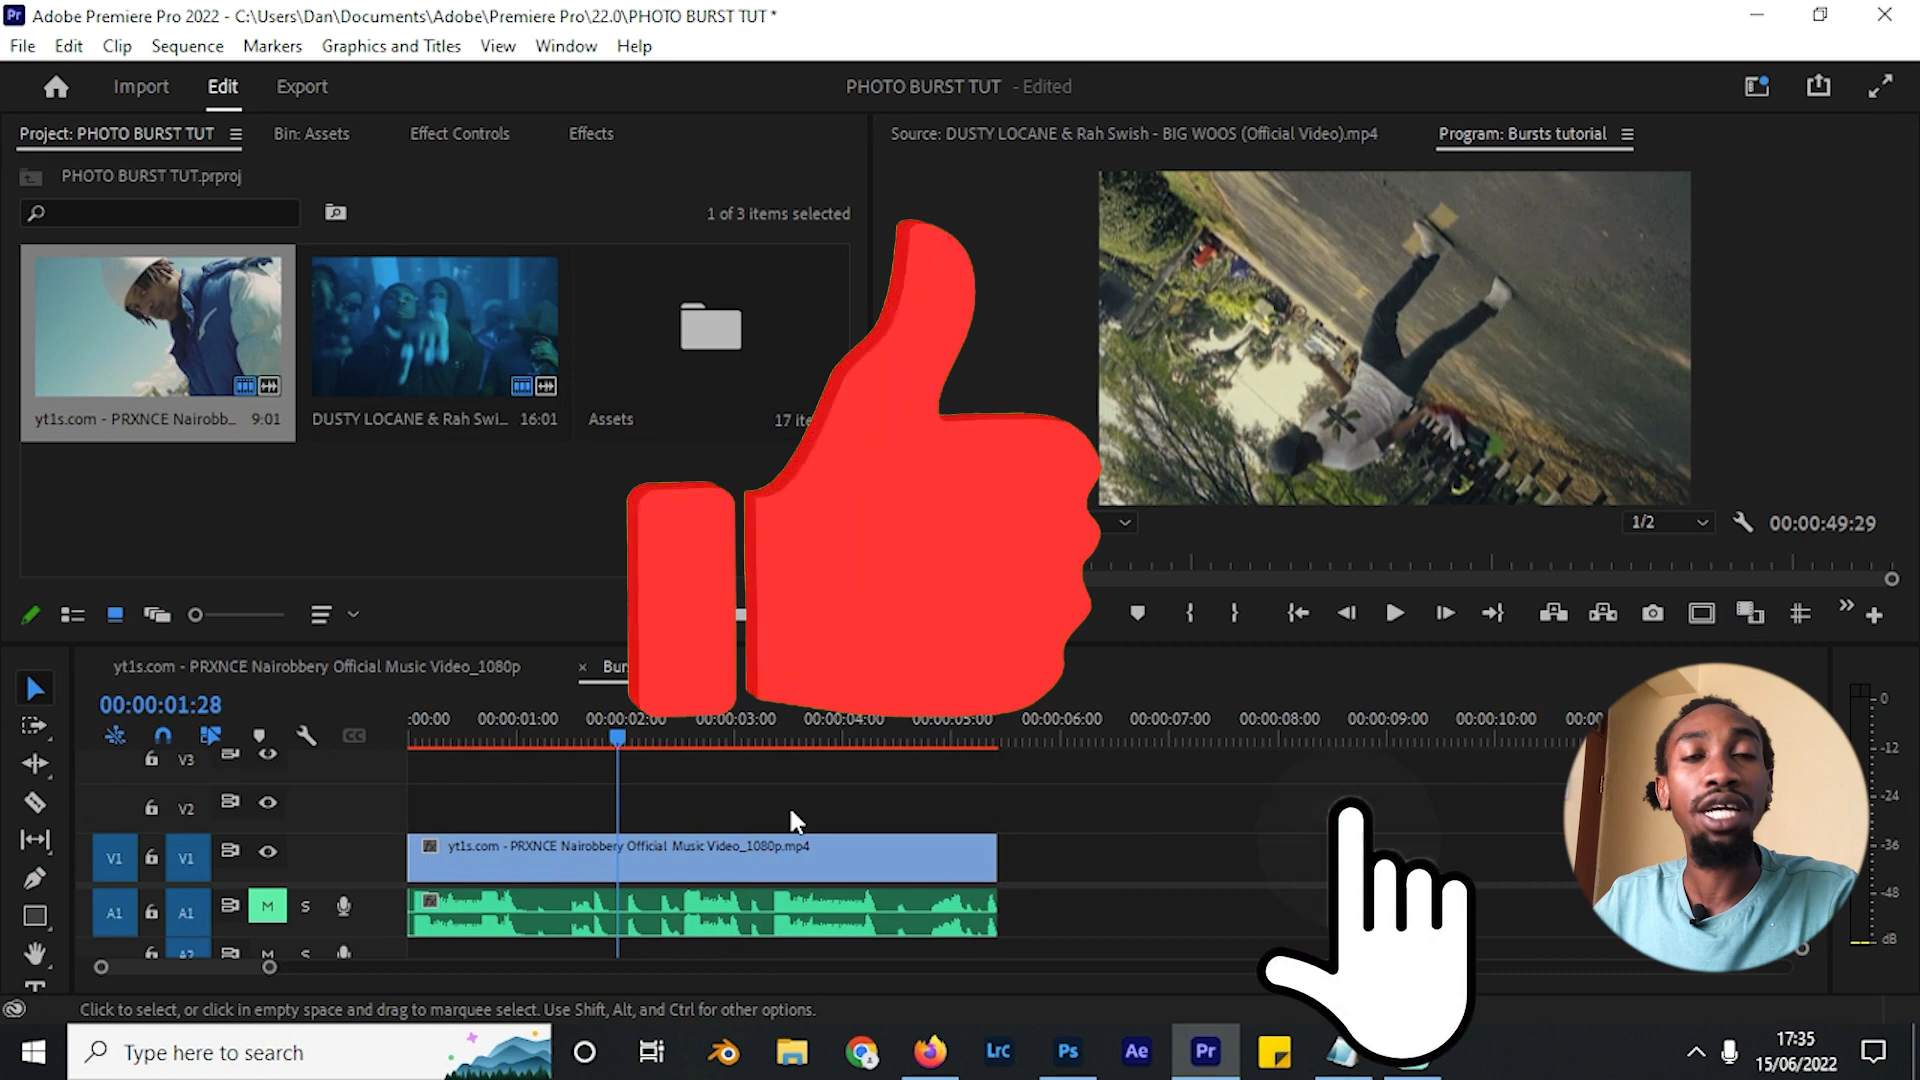 Pr Adobe Premiere Pro 2022 - C:\Users\Dan\Documents\Adobe\Premiere Pro\22.0\PHOTO BURST TUT *
File Edit Clip Sequence Markers Graphics and Titles View Window Help
Import Edit Export PHOTO BURST TUT - Edited
Project: PHOTO BURST TUT Bin: Assets Effect Controls Effects
Source: DUSTY LOCANE & Rah Swish - BIG WOOS (Official Video).mp4 Program: Bursts tutorial
PHOTO BURST TUT.prproj
1 of 3 items selected
yt1s.com - PRXNCE Nairobb... 9:01 DUSTY LOCANE & Rah Swi... 16:01 Assets 17
1/2 00:00:49:29
yt1s.com - PRXNCE Nairobbery Official Music Video_1080p × Bur
00:00:01:28
:00:00 00:00:01:00 00:00:02:00 00:00:03:00 00:00:04:00 00:00:05:00 00:00:06:00 00:00:07:00 00:00:08:00 00:00:09:00 00:00:10:00 00:00
CC
V3
V2
V1 V1 fx yt1s.com - PRXNCE Nairobbery Official Music Video_1080p.mp4
A1 A1 M S fx
A2 M S
0
-12
-24
-36
-48
dB
Click to select, or click in empty space and drag to marquee select. Use Shift, Alt, and Ctrl for other options.
Type here to search
LrC Ps Ae Pr
17:35
15/06/2022